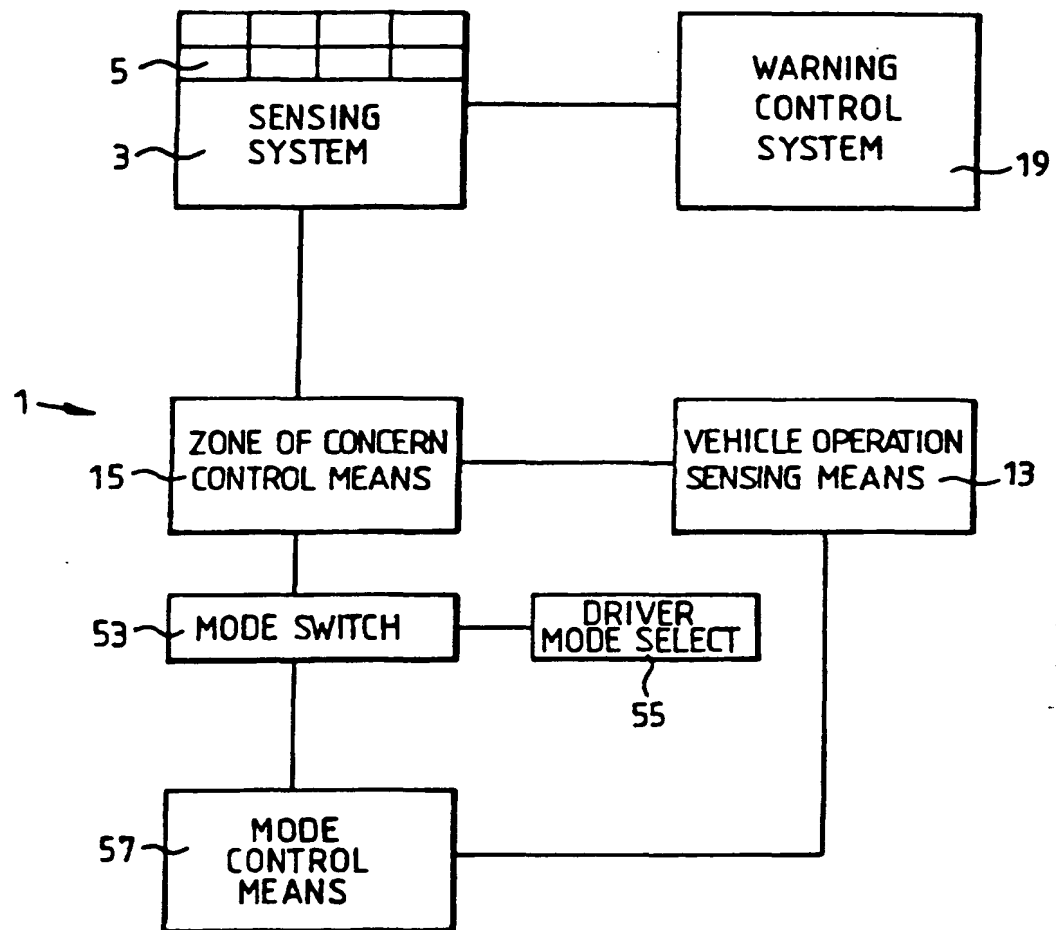 5
SENSING
SYSTEM
3
WARNING
CONTROL
SYSTEM
19
1
ZONE OF CONCERN
CONTROL MEANS
15
VEHICLE OPERATION
SENSING MEANS
13
53
MODE SWITCH
DRIVER
MODE SELECT
55
57
MODE
CONTROL
MEANS